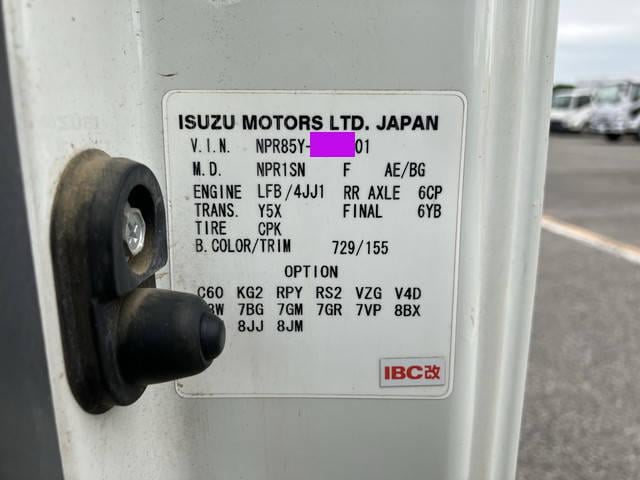 ISUZU MOTORS LTD. JAPAN
V.I.N. NPR85Y- 01
M.D. NPR1SN F AE/BG
ENGINE LFB/4JJ1 RR AXLE 6CP
TRANS. Y5X FINAL 6YB
TIRE CPK
B.COLOR/TRIM 729/155
OPTION
C60 KG2 RPY RS2 VZG V4D
7BG 7GM 7GR 7VP 8BX
8JJ 8JM
IBC改